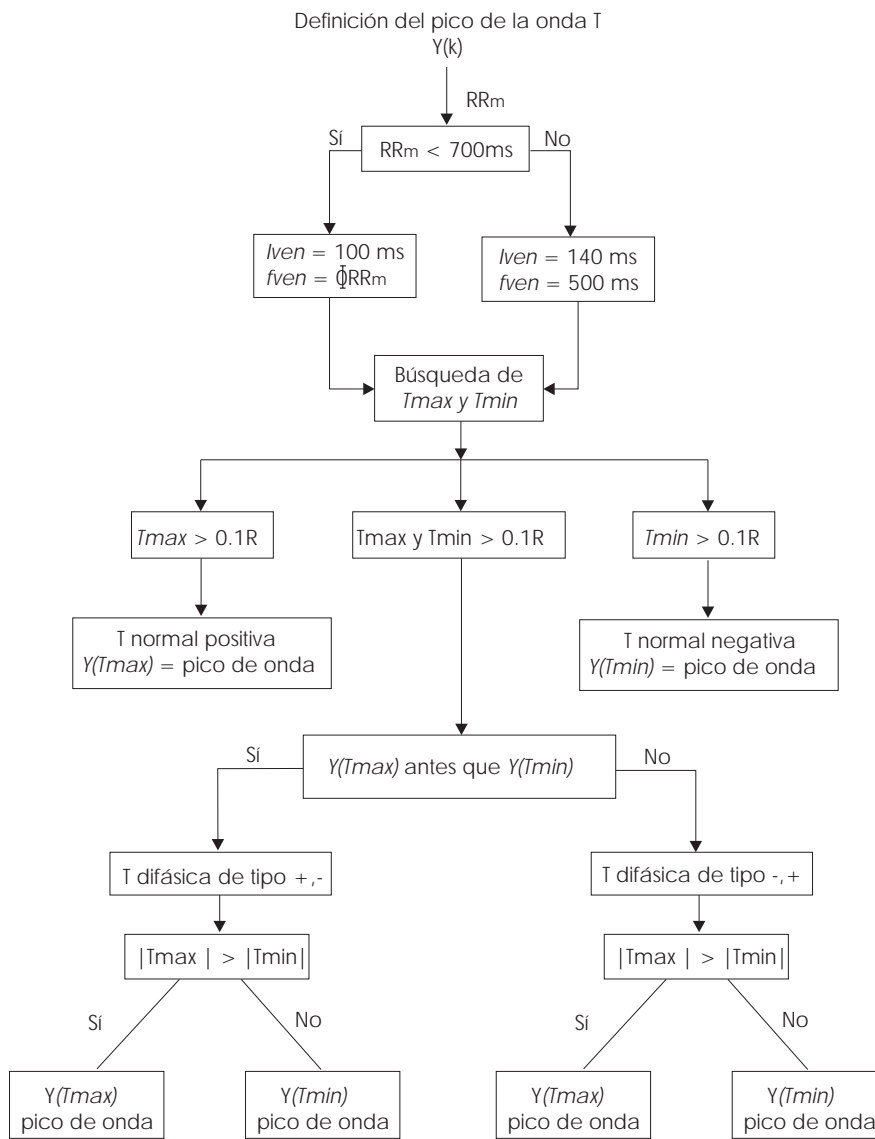 Definición del pico de la onda T
Y(k)
RRm
Sí
No
RRm < 700ms
Iven = 100 ms
fven = 0RRm
Iven = 140 ms
fven = 500 ms
Búsqueda de
Tmax y Tmin
Tmax > 0.1R
Tmax y Tmin > 0.1R
Tmin > 0.1R
T normal positiva
Y(Tmax) = pico de onda
T normal negativa
Y(Tmin) = pico de onda
Sí
Y(Tmax) antes que Y(Tmin)
No
T difásica de tipo +,-
T difásica de tipo -,+
|Tmax | > |Tmin|
|Tmax | > |Tmin|
Sí
No
Sí
No
Y(Tmax)
pico de onda
Y(Tmin)
pico de onda
Y(Tmax)
pico de onda
Y(Tmin)
pico de onda